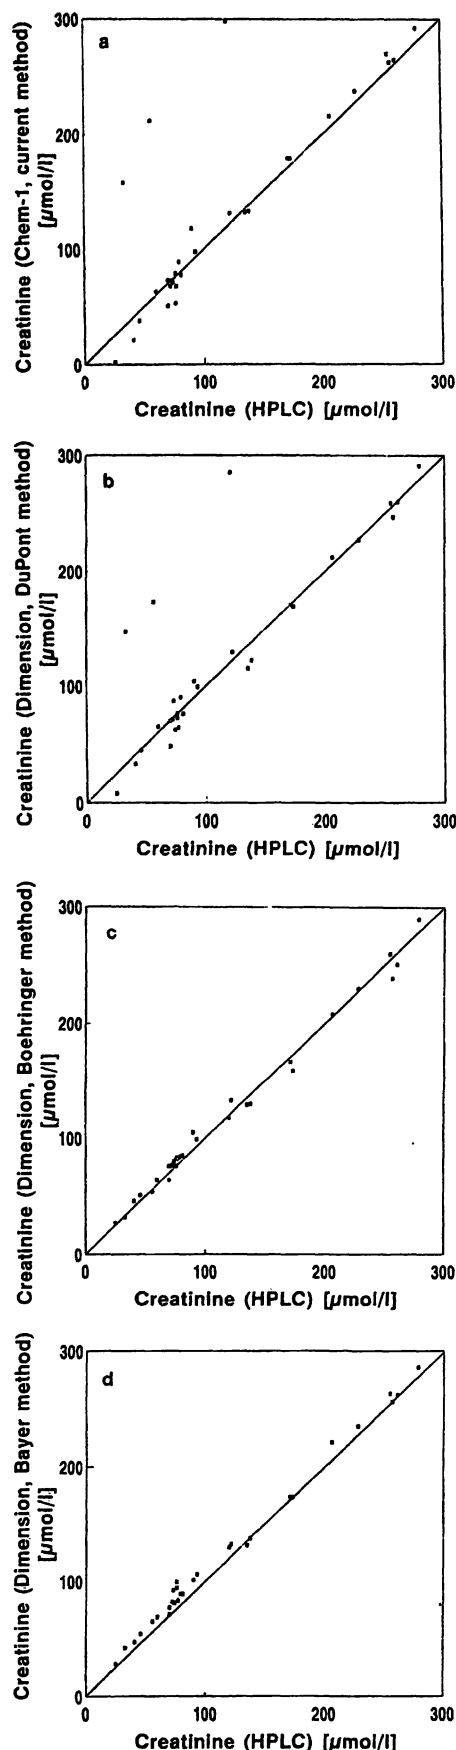 a
Creatinine (Chem-1, current method)
[µmol/l]
300
200
100
0
0 100 200 300
Creatinine (HPLC) [µmol/l]
b
Creatinine (Dimension, DuPont method)
[µmol/l]
300
200
100
0
0 100 200 300
Creatinine (HPLC) [µmol/l]
c
Creatinine (Dimension, Boehringer method)
[µmol/l]
300
200
100
0
0 100 200 300
Creatinine (HPLC) [µmol/l]
d
Creatinine (Dimension, Bayer method)
[µmol/l]
300
200
100
0
0 100 200 300
Creatinine (HPLC) [µmol/l]